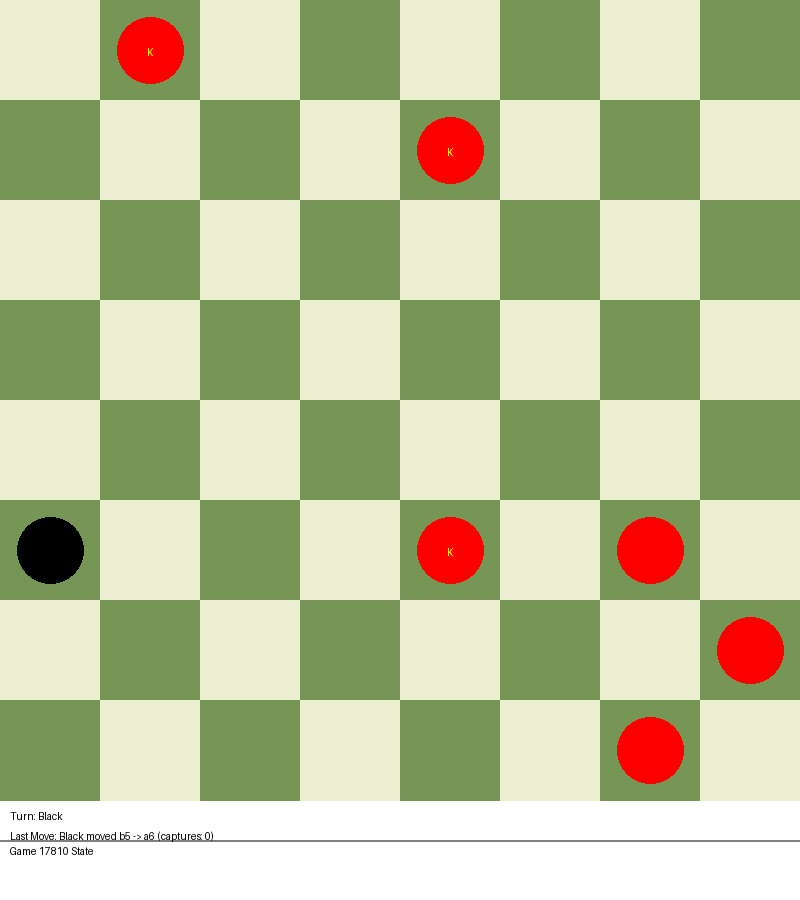 K
K
K
Turn: Black
Last Move: Black moved b5 -> a6 (captures: 0)
Game 17810 State